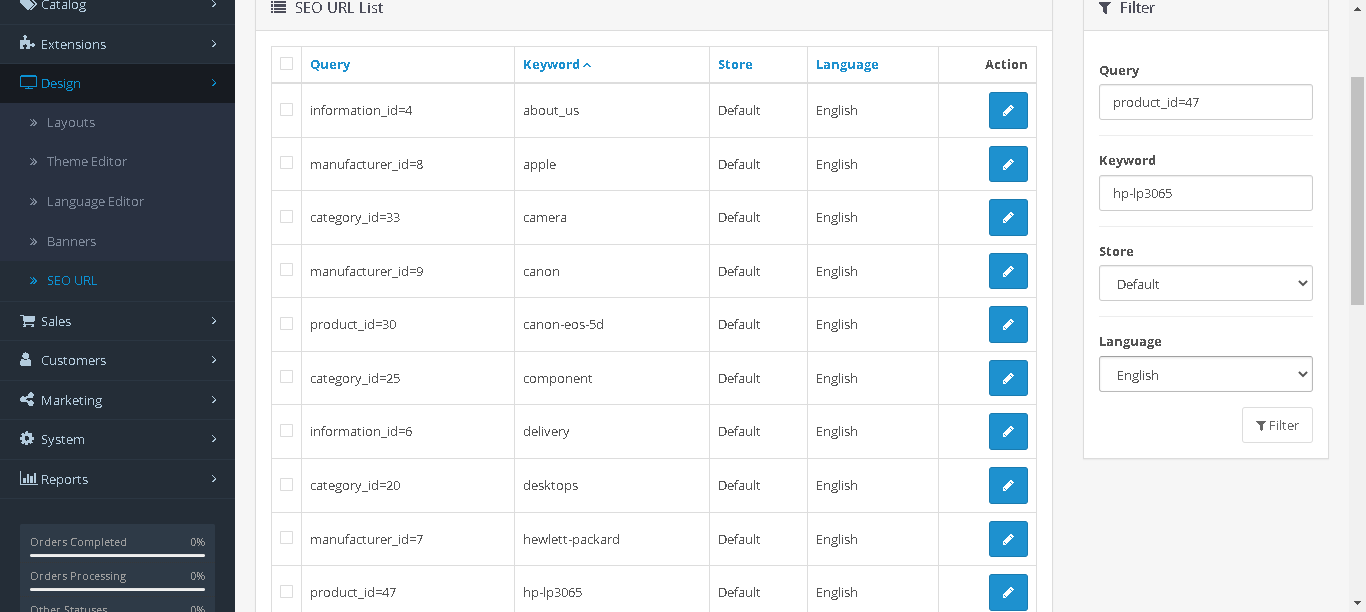 Catalog
Extensions
Design
» Layouts
» Theme Editor
» Language Editor
» Banners
» SEO URL
Sales
Customers
Marketing
System
Reports
Orders Completed 0%
Orders Processing 0%
Other Statuses 0%
SEO URL List
Query Keyword Store Language Action
information_id=4 about_us Default English
manufacturer_id=8 apple Default English
category_id=33 camera Default English
manufacturer_id=9 canon Default English
product_id=30 canon-eos-5d Default English
category_id=25 component Default English
information_id=6 delivery Default English
category_id=20 desktops Default English
manufacturer_id=7 hewlett-packard Default English
product_id=47 hp-lp3065 Default English
Filter
Query
product_id=47
Keyword
hp-lp3065
Store
Default
Language
English
Filter